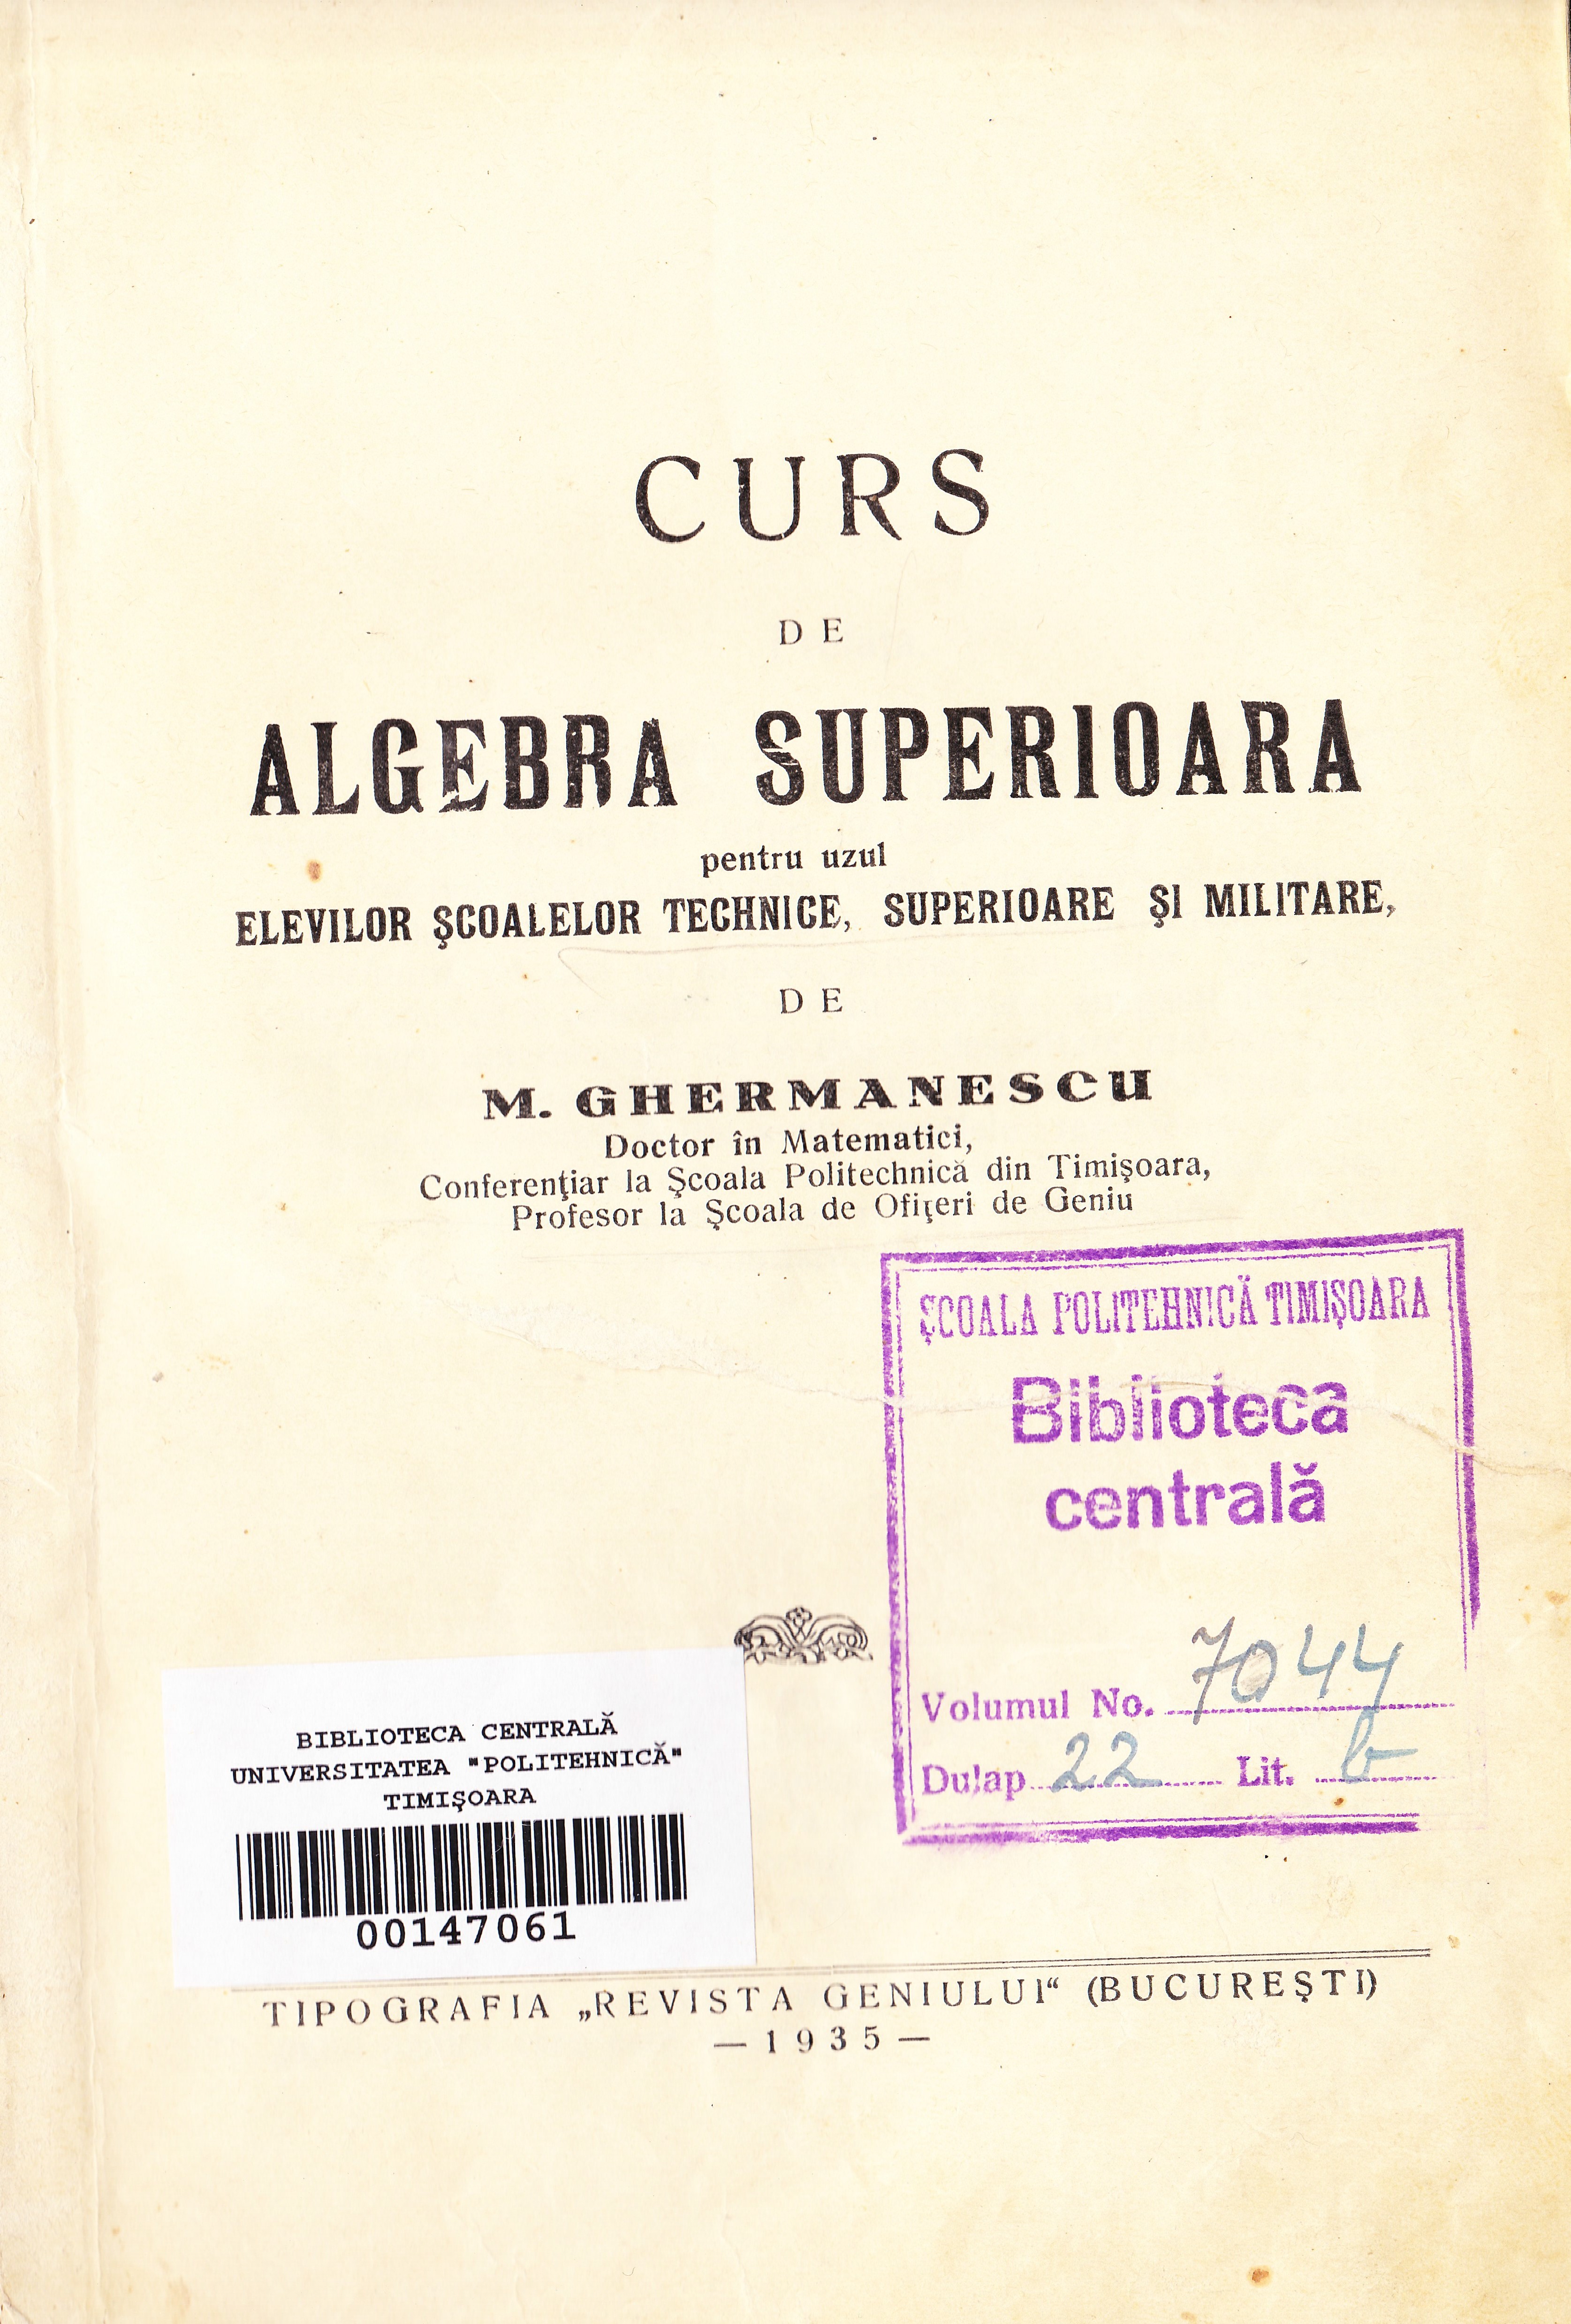 CURS
DE
ALGEBRA SUPERIOARA
pentru uzul
ELEVILOR ŞCOALELOR TECHNICE, SUPERIOARE ŞI MILITARE,
DE
M. GHERMANESCU
Doctor în Matematici,
Conferenţiar la Şcoala Politechnică din Timişoara,
Profesor la Şcoala de Ofiţeri de Geniu
ŞCOALA POLITEHNICĂ TIMIŞOARA
Biblioteca
centrală
Volumul No. 7044
Dulap 22 Lit. b
BIBLIOTECA CENTRALĂ
UNIVERSITATEA "POLITEHNICĂ"
TIMIŞOARA
00147061
TIPOGRAFIA „REVISTA GENIULUI“ (BUCUREŞTI)
— 1935 —